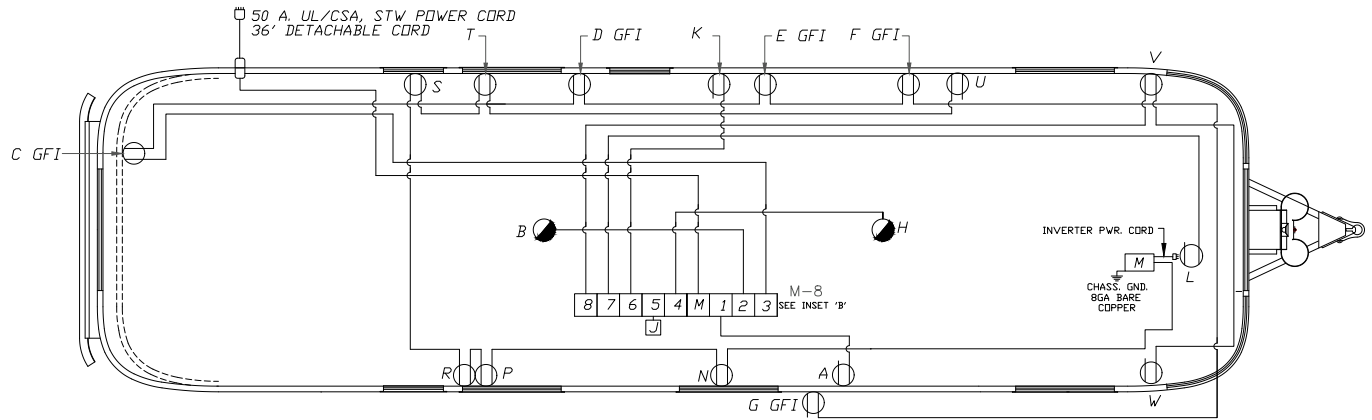 50 A. UL/CSA, STW POWER CORD
36' DETACHABLE CORD
T
D GFI
K
E GFI
F GFI
V
S
U
C GFI
B
H
INVERTER PWR. CORD
M
L
CHASS. GND.
8GA BARE
COPPER
M-8
SEE INSET 'B'
8 7 6 5 4 M 1 2 3
J
R
P
N
A
W
G GFI